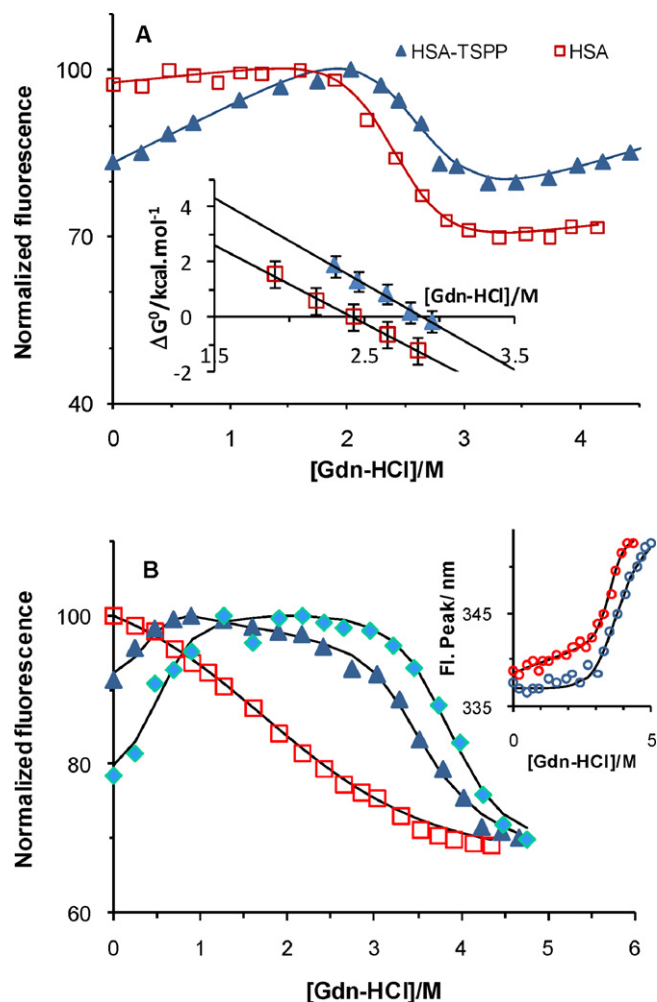 A
HSA-TSPP
HSA
100
70
40
Normalized fluorescence
4
2
0
-2
ΔG⁰/kcal.mol⁻¹
[Gdn-HCl]/M
1.5
2.5
3.5
0
1
2
3
4
[Gdn-HCl]/M
B
100
80
60
Normalized fluorescence
345
335
Fl. Peak/ nm
0
5
[Gdn-HCl]/M
0
1
2
3
4
5
6
[Gdn-HCl]/M